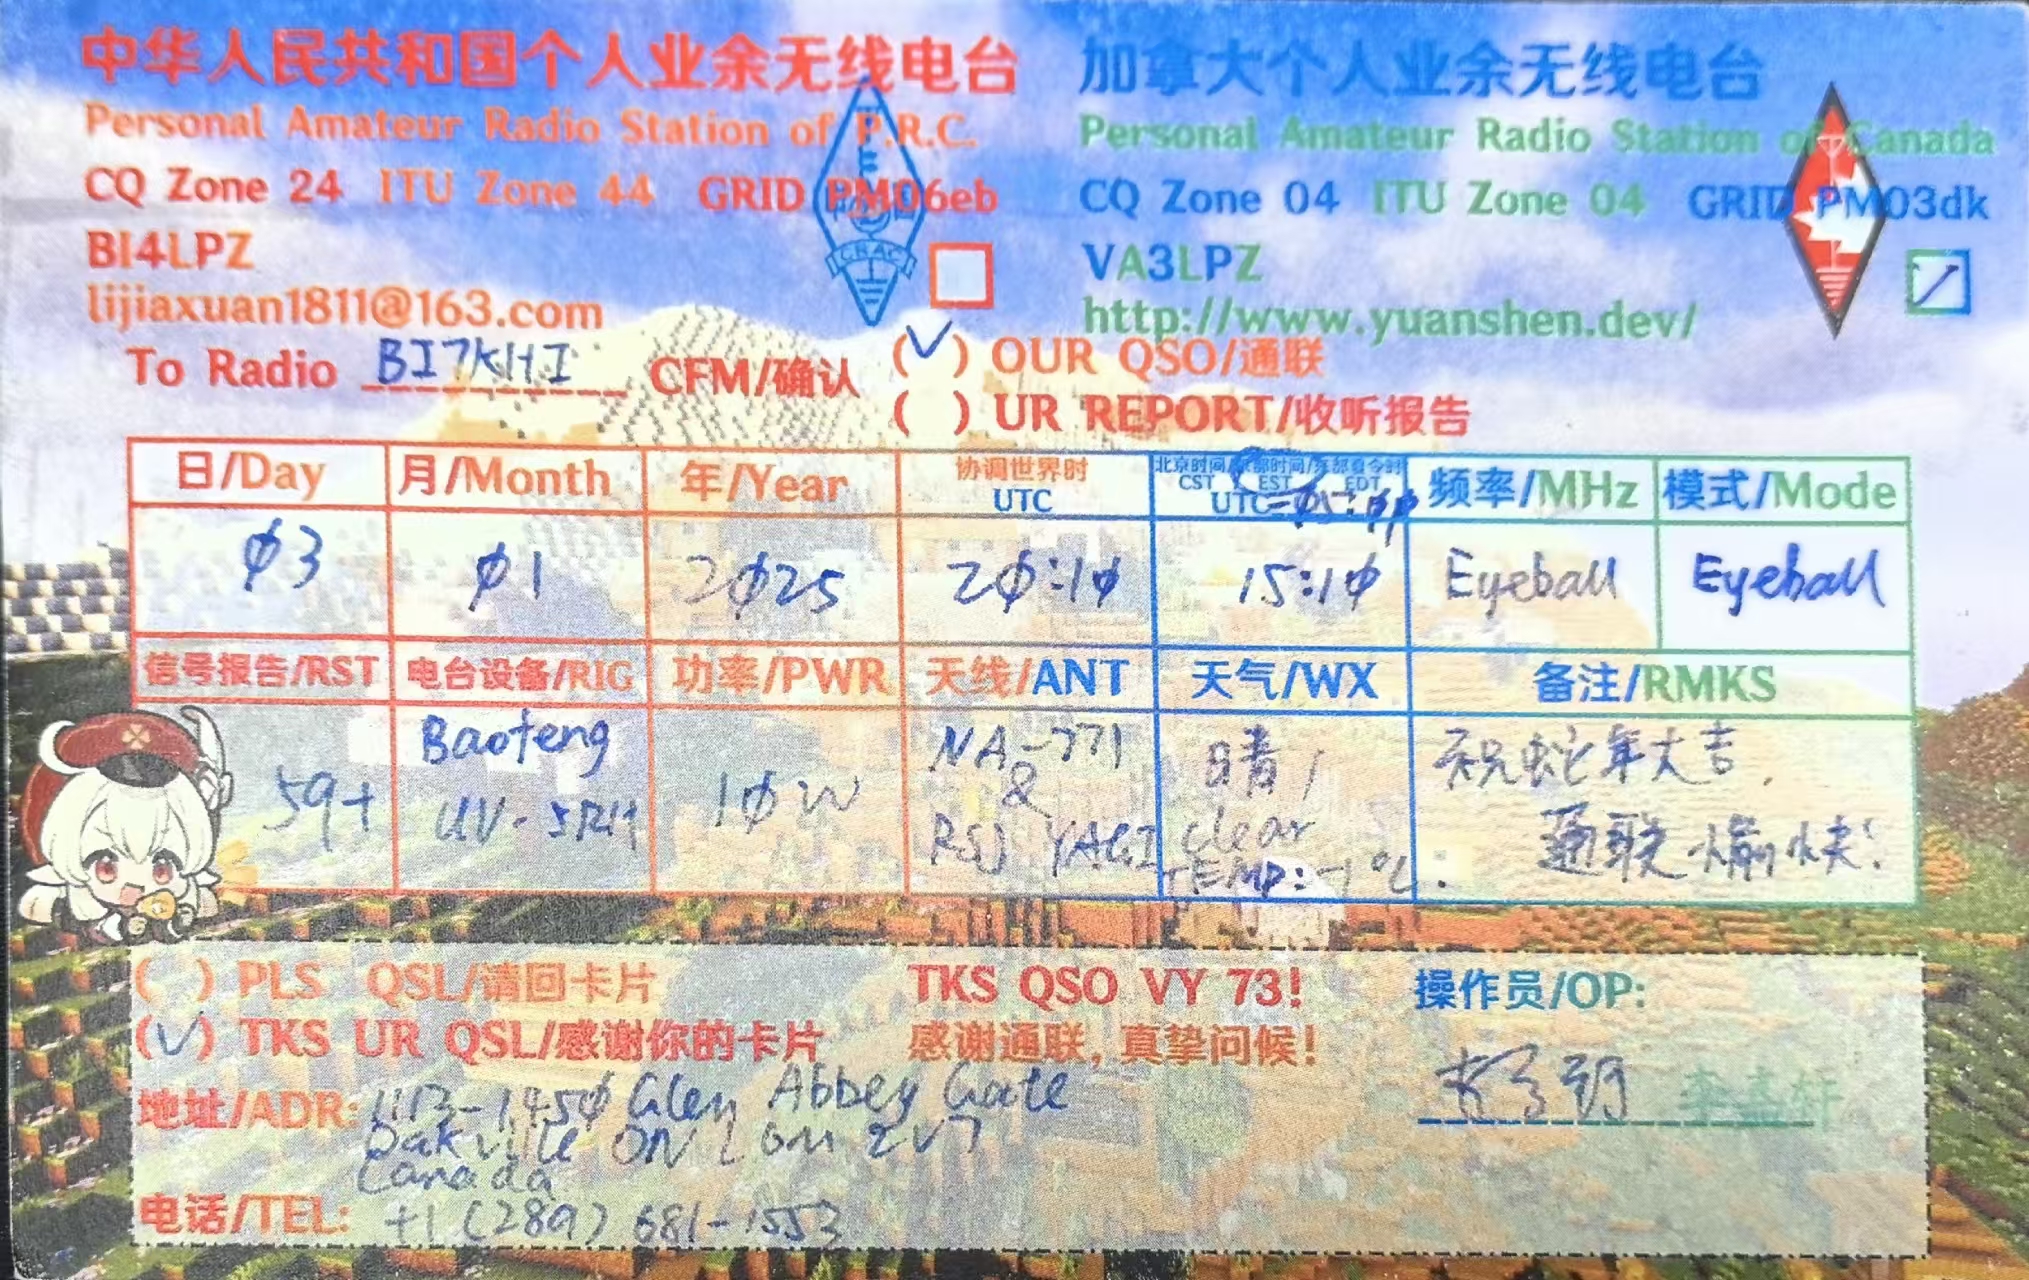 中华人民共和国个人业余无线电台
Personal Amateur Radio Station of P.R.C.
CQ Zone 24 ITU Zone 44 GRID PM06eb
BI4LPZ
lijiaxuan1811@163.com
CRAC
加拿大个人业余无线电台
Personal Amateur Radio Station of Canada
CQ Zone 04 ITU Zone 04 GRID PM03dk
VA3LPZ
http://www.yuanshen.dev/
To Radio BI7KHI CFM/确认 (✓) OUR QSO/通联
( ) UR REPORT/收听报告
日/Day 月/Month 年/Year 协调世界时 UTC 北京时间/东部时间/东部夏令时 CST EST EDT UTC -05:00 频率/MHz 模式/Mode
Ø3 Ø1 2Ø25 2Ø:1Ø 15:1Ø Eyeball Eyeball
信号报告/RST 电台设备/RIG 功率/PWR 天线/ANT 天气/WX 备注/RMKS
59+ Baofeng UV-5RH 1ØW NA-771 & YAGI 晴/clear TEMP:-1℃. 祝蛇年大吉, 通联愉快!
( ) PLS QSL/请回卡片 TKS QSO VY 73! 操作员/OP:
(✓) TKS UR QSL/感谢你的卡片 感谢通联, 真挚问候!
李嘉轩
地址/ADR: 1113-145Ø Glen Abbey Gate
Oakville ON L6M 2V7
Canada
电话/TEL: +1 (289) 681-1553